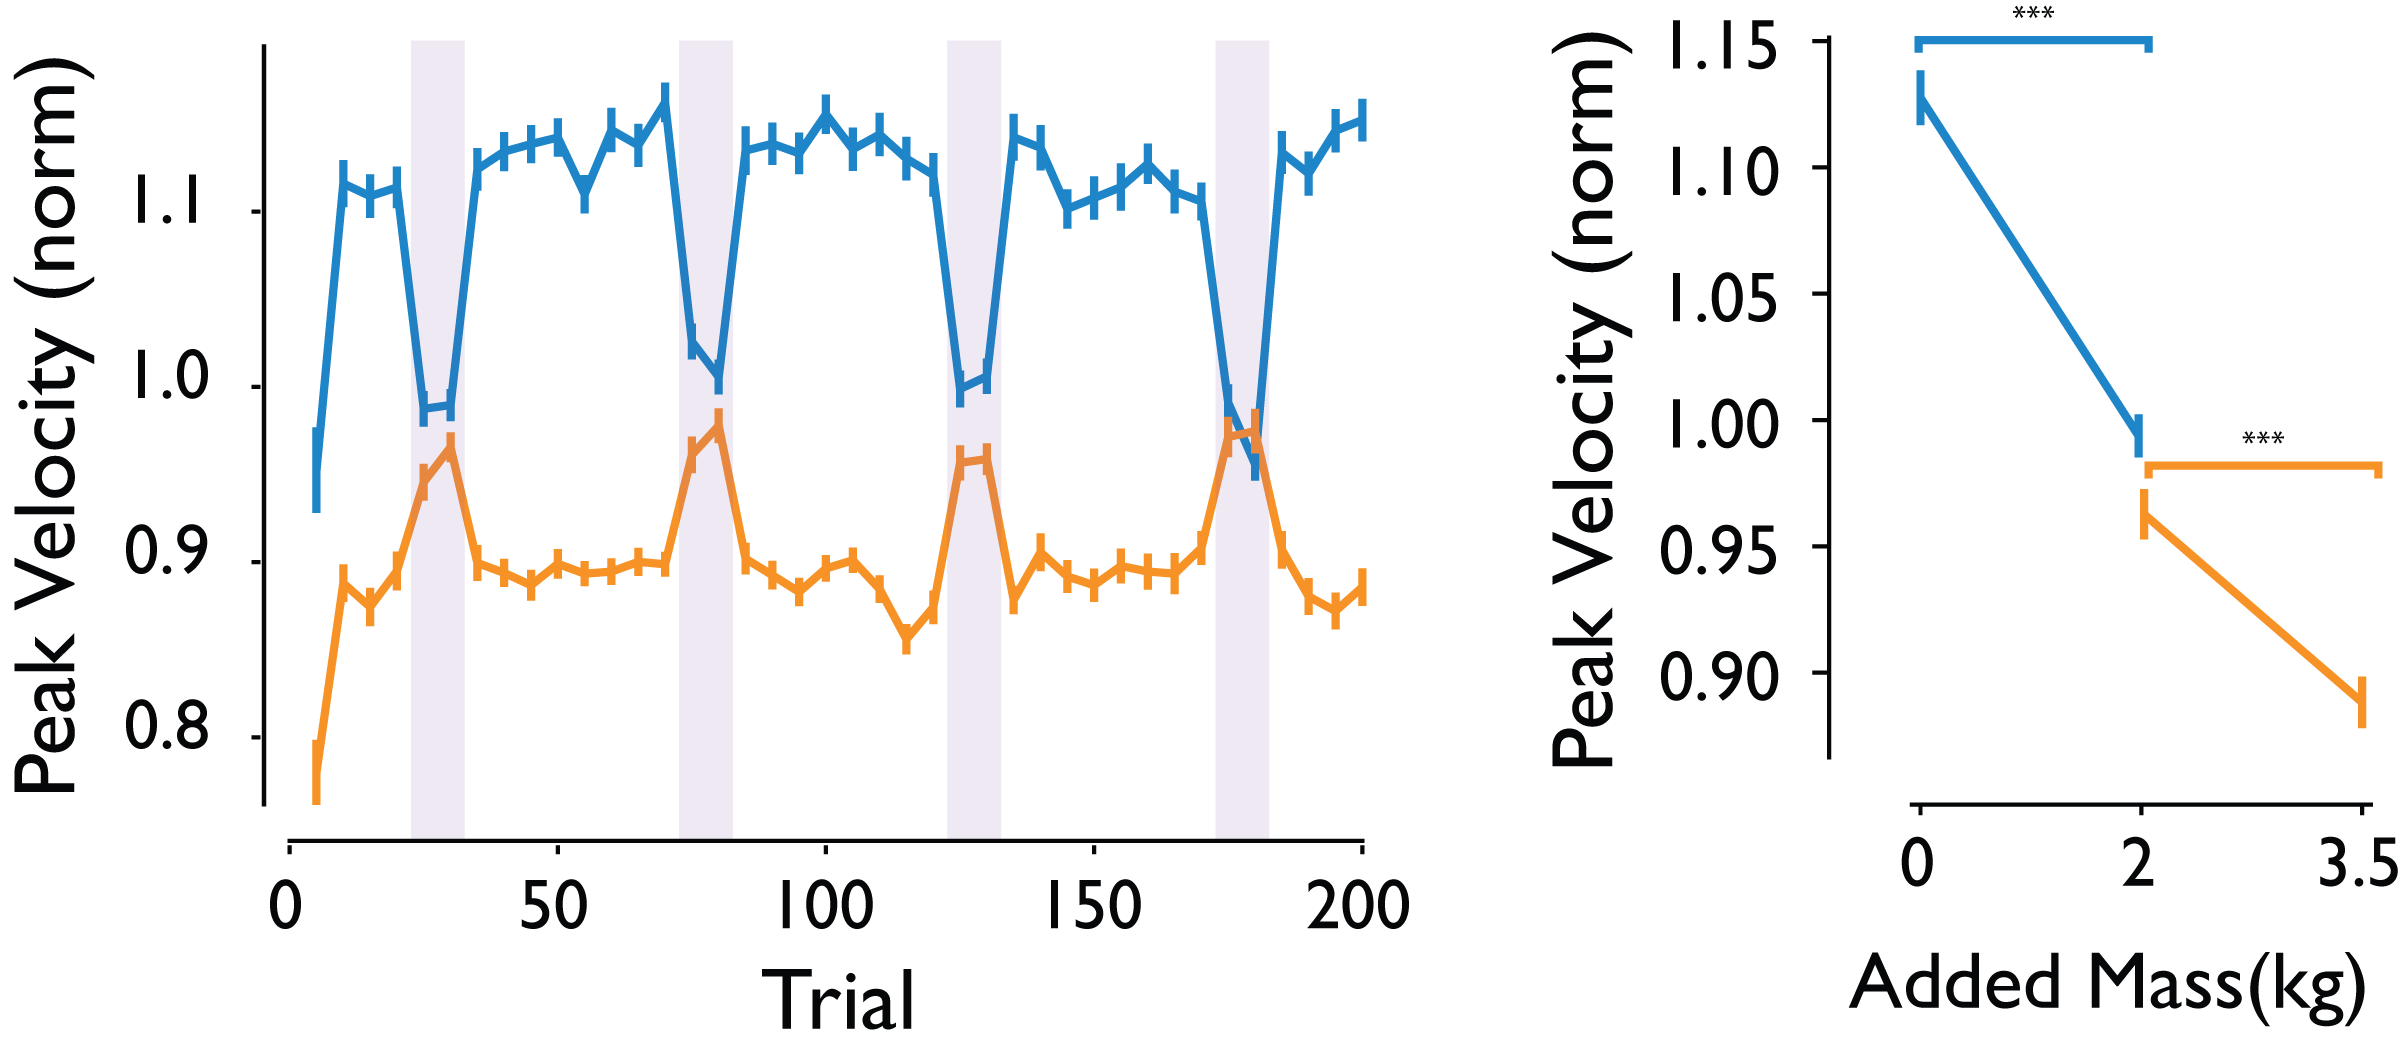 Peak Velocity (norm)
1.1
1.0
0.9
0.8
0 50 100 150 200
Trial
Peak Velocity (norm)
1.15
1.10
1.05
1.00
0.95
0.90
***
***
0 2 3.5
Added Mass(kg)